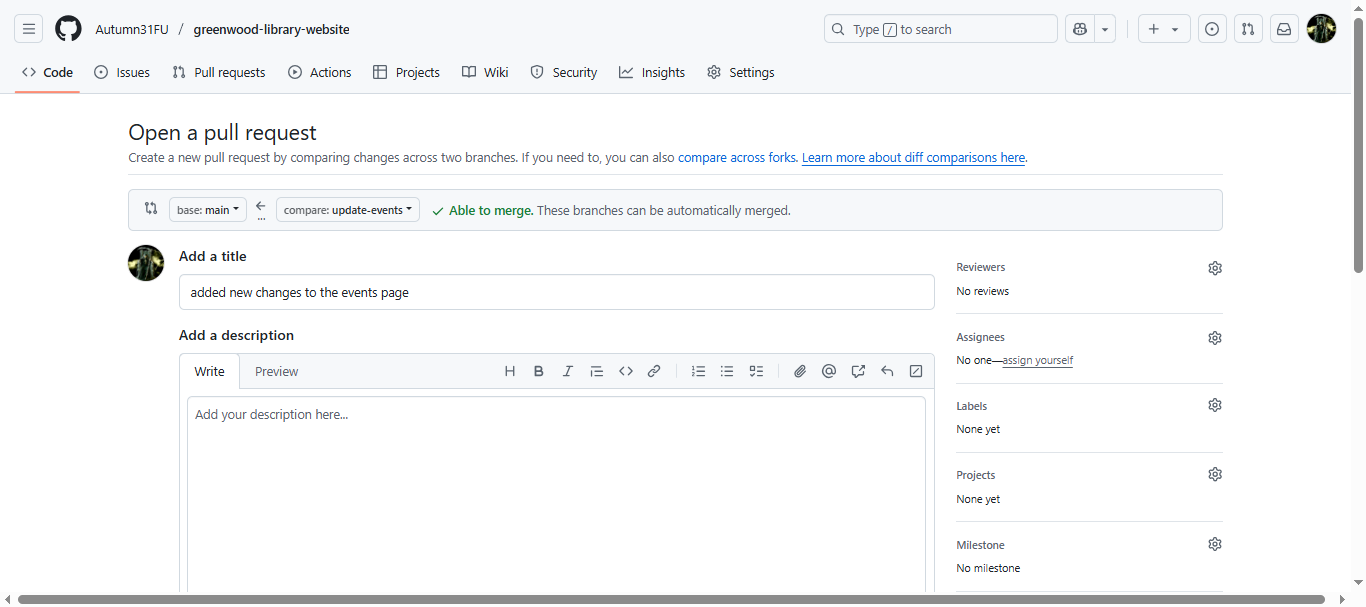 Autumn31FU / greenwood-library-website
Type / to search
Code
Issues
Pull requests
Actions
Projects
Wiki
Security
Insights
Settings
Open a pull request
Create a new pull request by comparing changes across two branches. If you need to, you can also compare across forks. Learn more about diff comparisons here.
base: main
compare: update-events
Able to merge. These branches can be automatically merged.
Add a title
added new changes to the events page
Add a description
Write
Preview
Add your description here...
Reviewers
No reviews
Assignees
No one—assign yourself
Labels
None yet
Projects
None yet
Milestone
No milestone